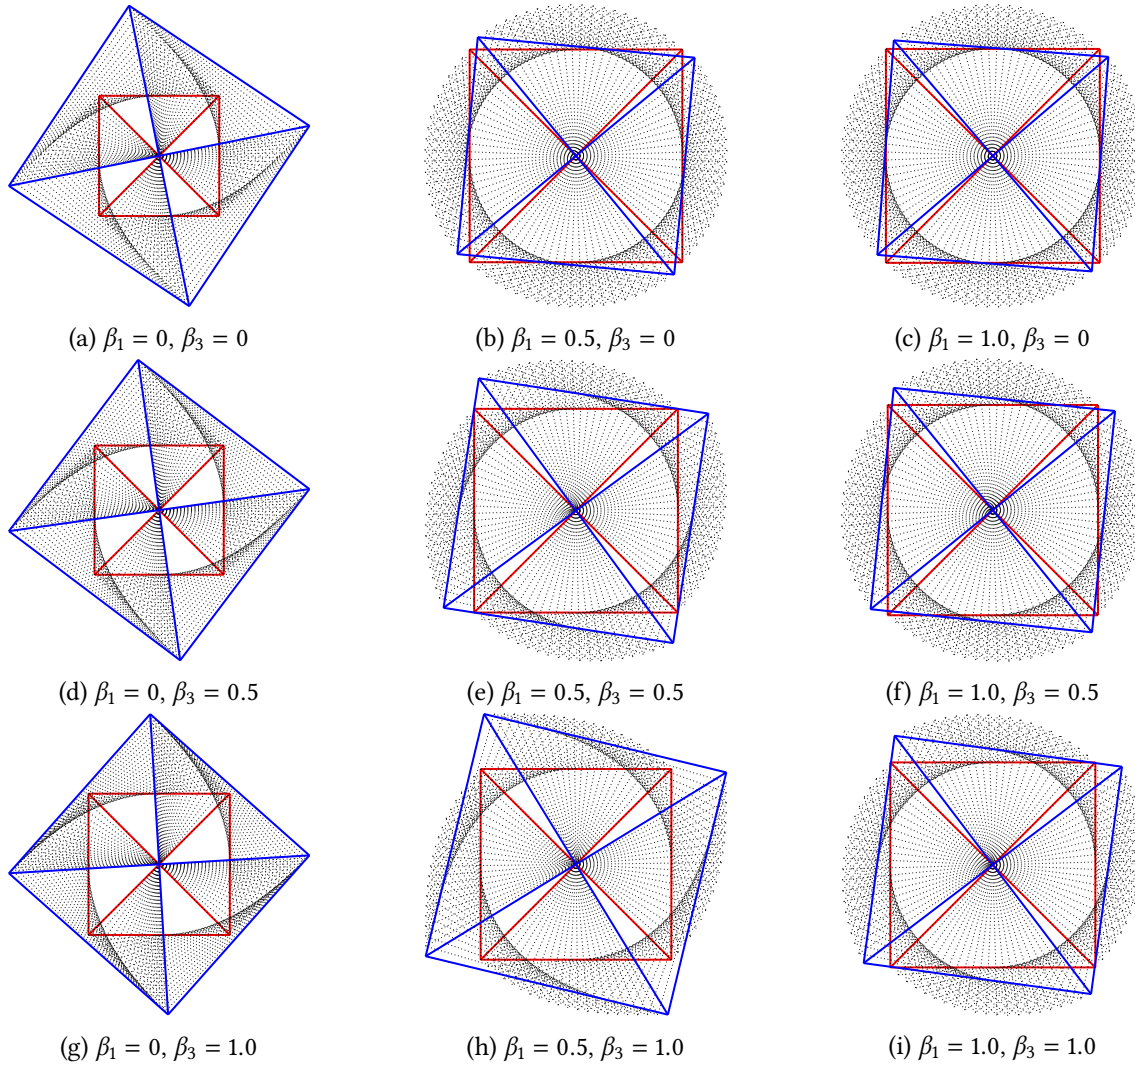 (a) β₁ = 0, β₃ = 0 (b) β₁ = 0.5, β₃ = 0 (c) β₁ = 1.0, β₃ = 0
(d) β₁ = 0, β₃ = 0.5 (e) β₁ = 0.5, β₃ = 0.5 (f) β₁ = 1.0, β₃ = 0.5
(g) β₁ = 0, β₃ = 1.0 (h) β₁ = 0.5, β₃ = 1.0 (i) β₁ = 1.0, β₃ = 1.0